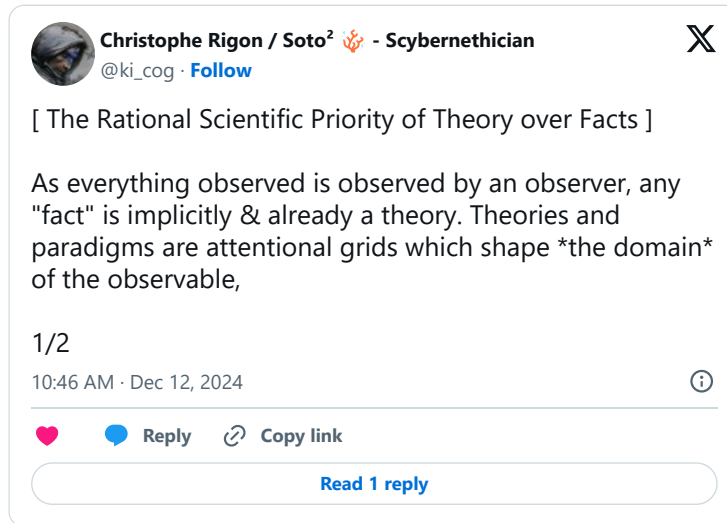 Christophe Rigon / Soto² 🪸 - Scybernethician
@ki_cog · Follow
[ The Rational Scientific Priority of Theory over Facts ]
As everything observed is observed by an observer, any
"fact" is implicitly & already a theory. Theories and
paradigms are attentional grids which shape *the domain*
of the observable,
1/2
10:46 AM · Dec 12, 2024
Reply Copy link
Read 1 reply